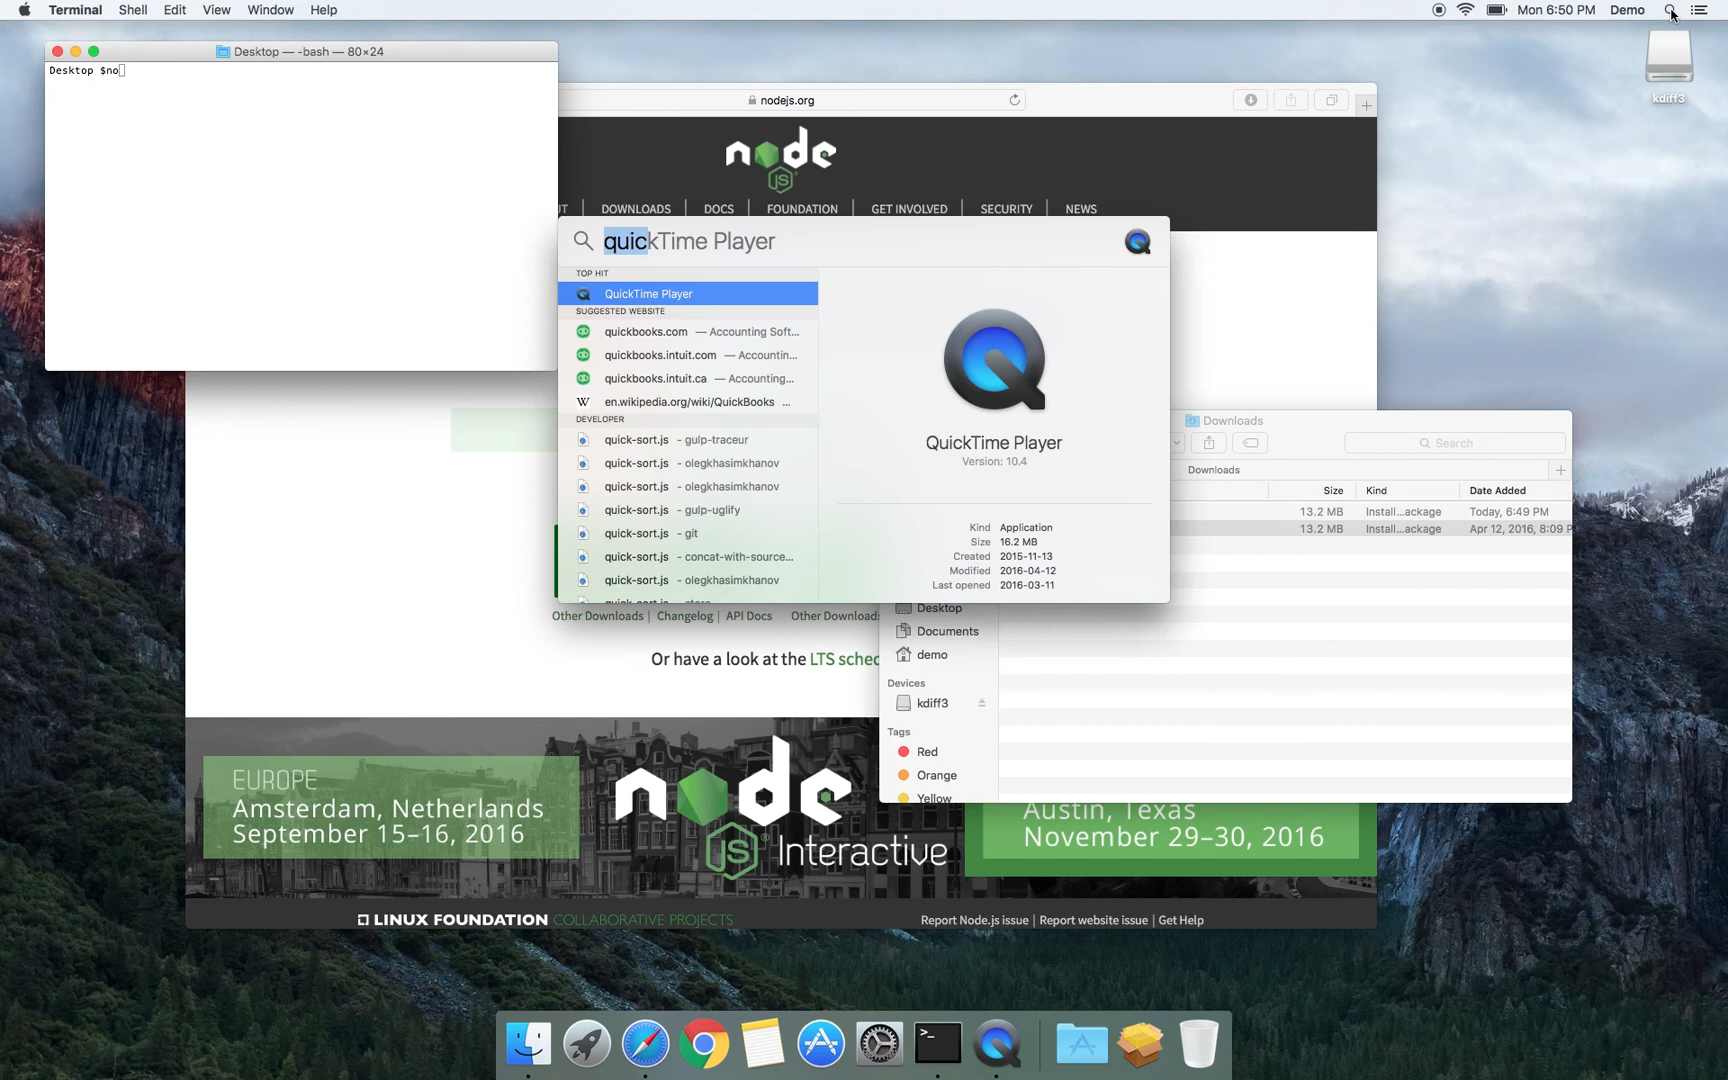 Terminal Shell Edit View Window Help
Mon 6:50 PM Demo
kdiff3
Desktop — -bash — 80×24
Desktop $no
nodejs.org
node
JS
DOWNLOADS | DOCS | FOUNDATION | GET INVOLVED | SECURITY | NEWS
quickTime Player
TOP HIT
QuickTime Player
SUGGESTED WEBSITE
quickbooks.com — Accounting Soft...
quickbooks.intuit.com — Accountin...
quickbooks.intuit.ca — Accounting...
W en.wikipedia.org/wiki/QuickBooks ...
DEVELOPER
quick-sort.js - gulp-traceur
quick-sort.js - olegkhasimkhanov
quick-sort.js - olegkhasimkhanov
quick-sort.js - gulp-uglify
quick-sort.js - git
quick-sort.js - concat-with-source...
quick-sort.js - olegkhasimkhanov
QuickTime Player
Version: 10.4
Kind Application
Size 16.2 MB
Created 2015-11-13
Modified 2016-04-12
Last opened 2016-03-11
Downloads
Search
Downloads
Size Kind Date Added
13.2 MB Install...ackage Today, 6:49 PM
13.2 MB Install...ackage Apr 12, 2016, 8:09 P
Desktop
Documents
demo
Devices
kdiff3
Tags
Red
Orange
Yellow
Other Downloads | Changelog | API Docs Other Downloads
Or have a look at the LTS sched
EUROPE
Amsterdam, Netherlands
September 15–16, 2016
node
JS
Interactive
Austin, Texas
November 29–30, 2016
LINUX FOUNDATION COLLABORATIVE PROJECTS
Report Node.js issue | Report website issue | Get Help